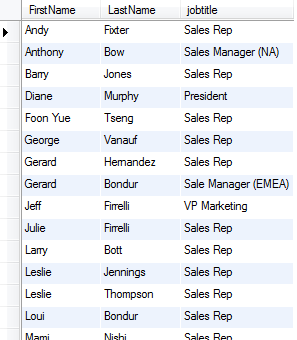 FirstName LastName jobtitle
Andy Fixter Sales Rep
Anthony Bow Sales Manager (NA)
Barry Jones Sales Rep
Diane Murphy President
Foon Yue Tseng Sales Rep
George Vanauf Sales Rep
Gerard Hernandez Sales Rep
Gerard Bondur Sale Manager (EMEA)
Jeff Firrelli VP Marketing
Julie Firrelli Sales Rep
Larry Bott Sales Rep
Leslie Jennings Sales Rep
Leslie Thompson Sales Rep
Loui Bondur Sales Rep
Mami Nishi Sales Rep